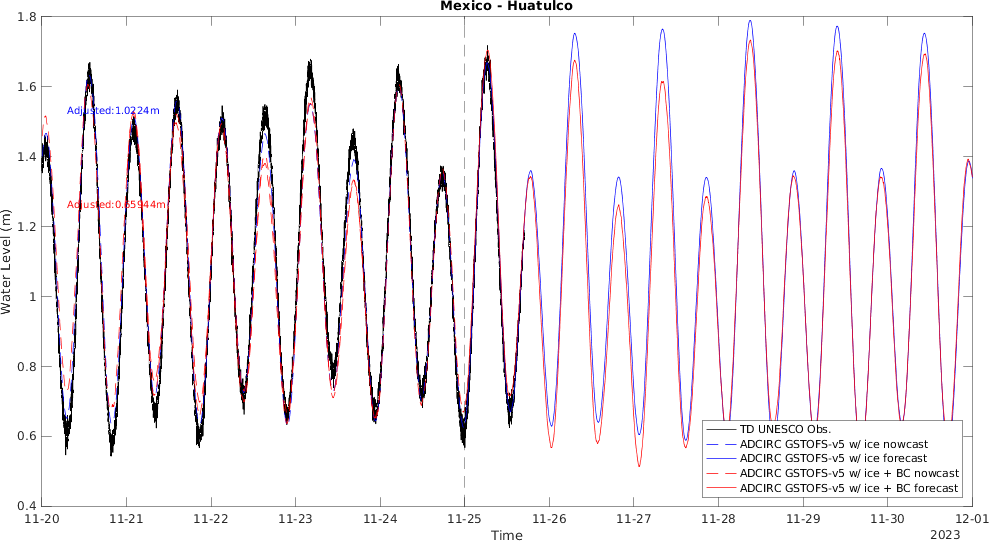 Mexico - Huatulco
1.8
1.6
1.4
1.2
1
0.8
0.6
0.4
Water Level (m)
Adjusted:1.0224m
Adjusted:0.65944m
TD UNESCO Obs.
ADCIRC GSTOFS-v5 w/ ice nowcast
ADCIRC GSTOFS-v5 w/ ice forecast
ADCIRC GSTOFS-v5 w/ ice + BC nowcast
ADCIRC GSTOFS-v5 w/ ice + BC forecast
11-20 11-21 11-22 11-23 11-24 11-25 11-26 11-27 11-28 11-29 11-30 12-01
Time
2023